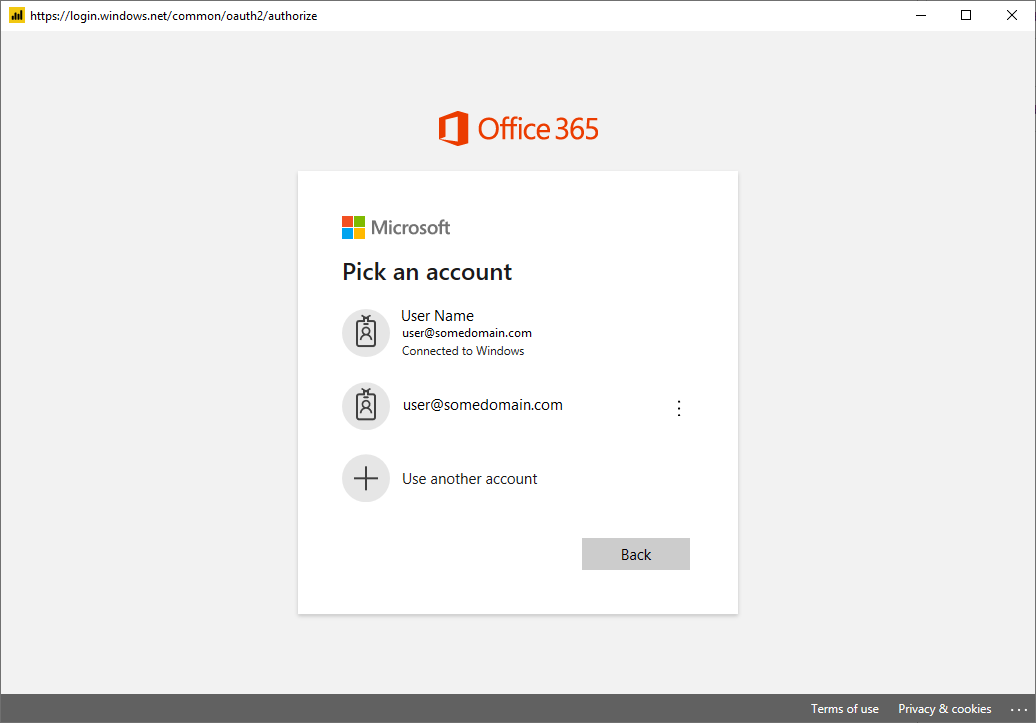 https://login.windows.net/common/oauth2/authorize
Office 365
Microsoft
Pick an account
User Name
user@somedomain.com
Connected to Windows
user@somedomain.com
Use another account
Back
Terms of use Privacy & cookies ...